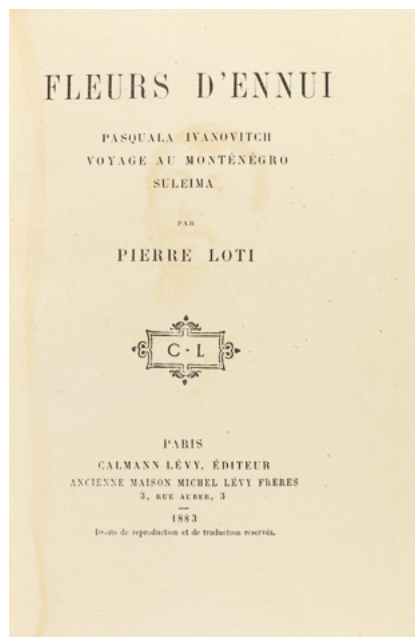 FLEURS D'ENNUI
PASQUALA IVANOVITCH
VOYAGE AU MONTÉNÉGRO
SULEIMA
PAR
PIERRE LOTI
C-L
PARIS
CALMANN LÉVY, ÉDITEUR
ANCIENNE MAISON MICHEL LÉVY FRÈRES
3, RUE AUBER, 3
1883
Droits de reproduction et de traduction réservés.